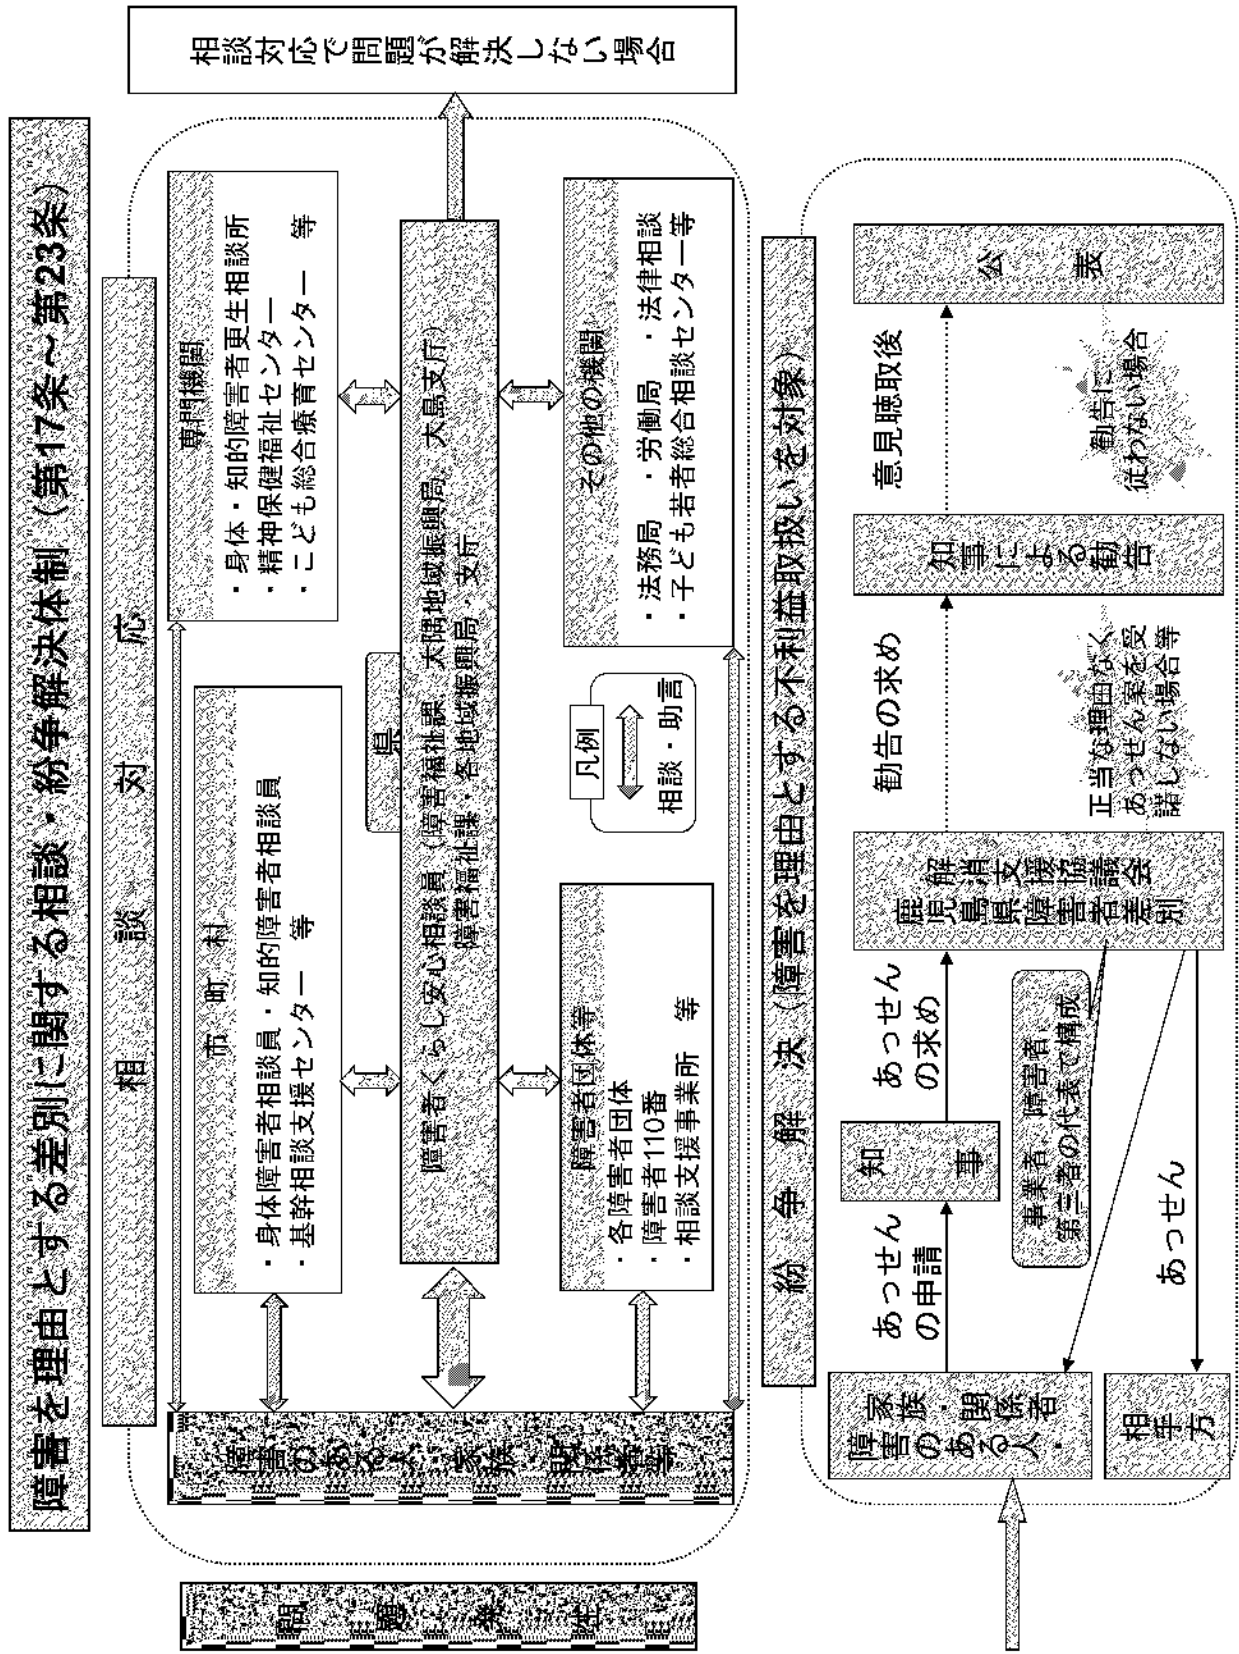 障害を理由とする差別に関する相談・紛争解決体制（第17条～第23条）
相談対応
問題発生
障害のある人、家族、関係者等
市町村
・身体障害者相談員・知的障害者相談員
・基幹相談支援センター　等
専門機関
・身体・知的障害者更生相談所
・精神保健福祉センター
・こども総合療育センター　等
県
障害者くらし安心相談員（障害福祉課、大隅地域振興局、大島支庁）
障害福祉課・各地域振興局・支庁
障害者団体等
・各障害者団体
・障害者110番
・相談支援事業所　等
凡例
相談・助言
その他の機関
・法務局　・労働局　・法律相談
・子ども若者総合相談センター等
相談対応で問題が解決しない場合
紛争解決（障害を理由とする不利益取扱いを対象）
障害のある人・
家族・関係者
相手方
あっせん
の申請
知事
あっせん
の求め
事業者、障害者、
第三者の代表で構成
あっせん
鹿児島県障害者差別
解消支援協議会
勧告の求め
正当な理由なく
あっせん案を受
諾しない場合等
知事による勧告
意見聴取後
勧告に
従わない場合
公表